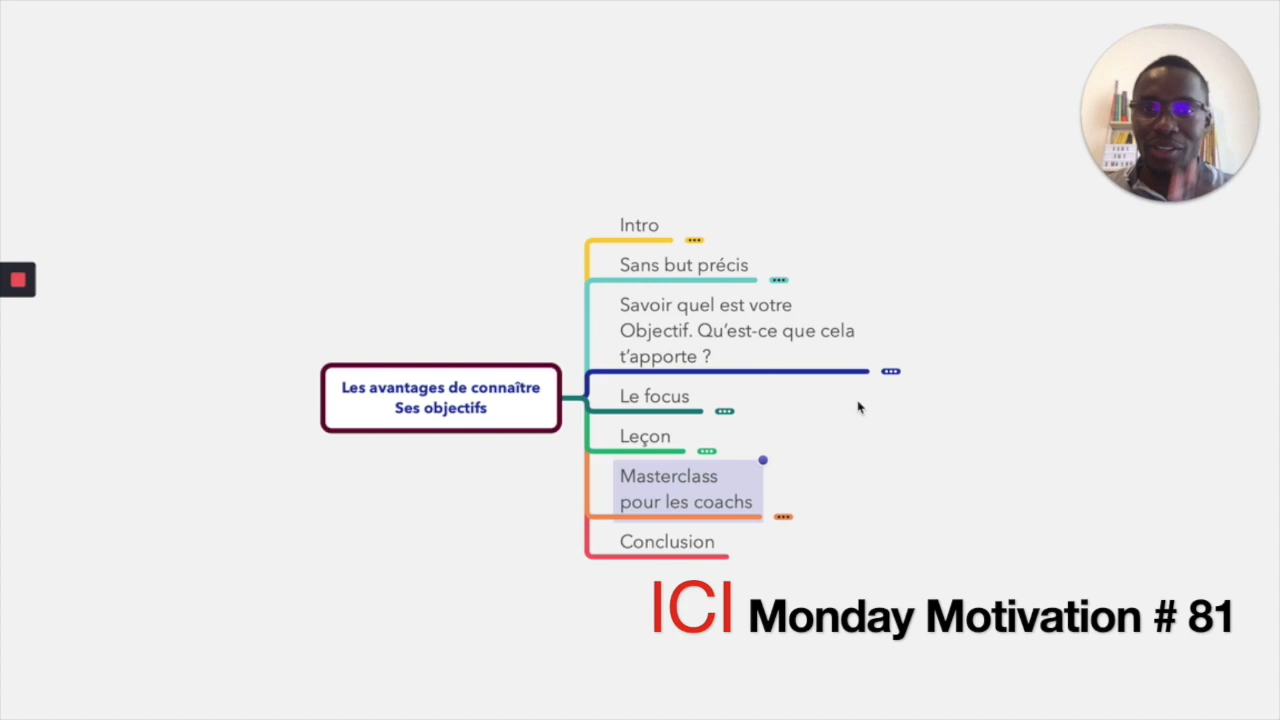 Intro
Sans but précis
Savoir quel est votre
Objectif. Qu'est-ce que cela
t'apporte ?
Les avantages de connaître
Ses objectifs
Le focus
Leçon
Masterclass
pour les coachs
Conclusion
ICI Monday Motivation # 81